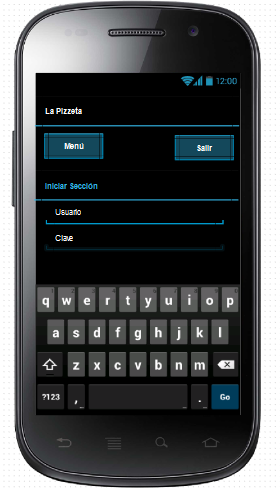 12:00
La Pizzeta
Menú Salir
Iniciar Sección
Usuario
Clave
q w e r t y u i o p
a s d f g h j k l
z x c v b n m
?123 , . Go